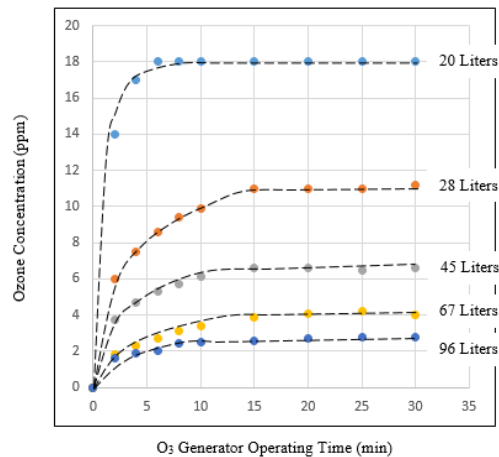 20
18
16
14
12
10
8
6
4
2
0
0 5 10 15 20 25 30 35
Ozone Concentration (ppm)
20 Liters
28 Liters
45 Liters
67 Liters
96 Liters
O₃ Generator Operating Time (min)